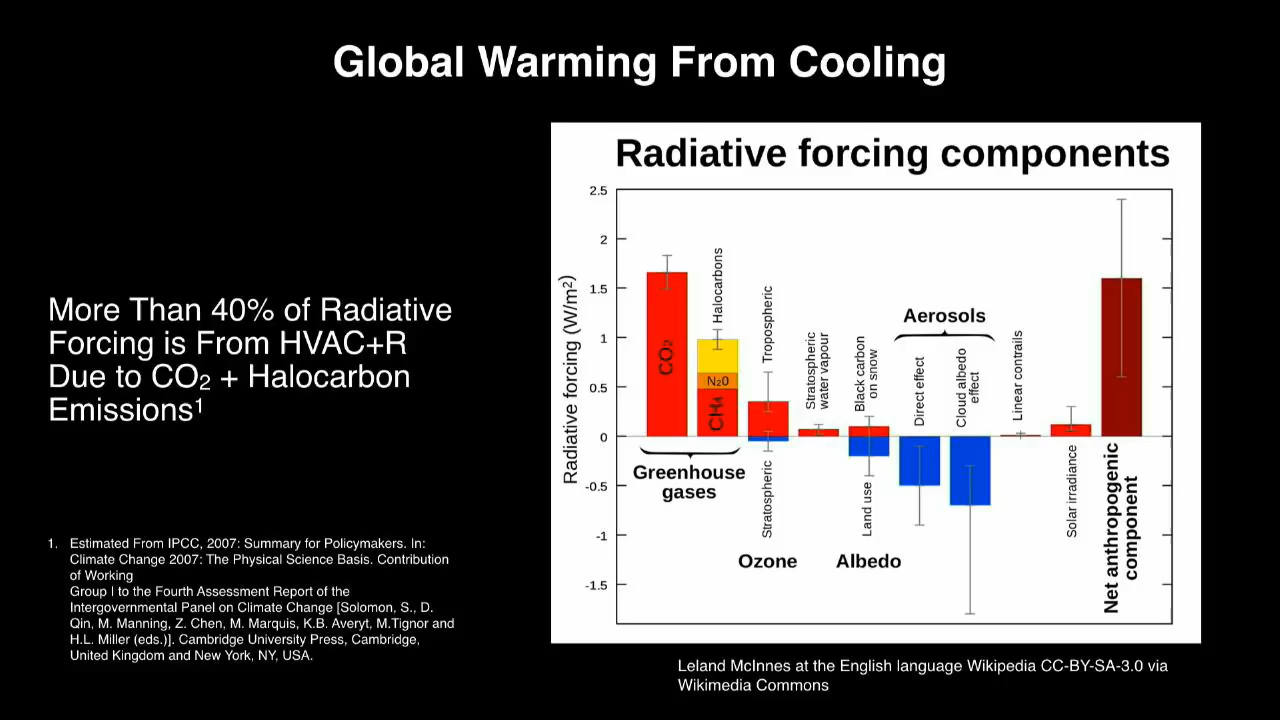 Global Warming From Cooling
More Than 40% of Radiative
Forcing is From HVAC+R
Due to CO₂ + Halocarbon
Emissions¹
1. Estimated From IPCC, 2007: Summary for Policymakers. In:
Climate Change 2007: The Physical Science Basis. Contribution
of Working
Group I to the Fourth Assessment Report of the
Intergovernmental Panel on Climate Change [Solomon, S., D.
Qin, M. Manning, Z. Chen, M. Marquis, K.B. Averyt, M.Tignor and
H.L. Miller (eds.)]. Cambridge University Press, Cambridge,
United Kingdom and New York, NY, USA.
Radiative forcing components
Radiative forcing (W/m²)
2.5
2
1.5
1
0.5
0
-0.5
-1
-1.5
CO₂
Halocarbons
N₂0
CH₄
Greenhouse
gases
Tropospheric
Stratospheric
Ozone
Stratospheric
water vapour
Black carbon
on snow
Land use
Albedo
Aerosols
Direct effect
Cloud albedo
effect
Linear contrails
Solar irradiance
Net anthropogenic
component
Leland McInnes at the English language Wikipedia CC-BY-SA-3.0 via
Wikimedia Commons